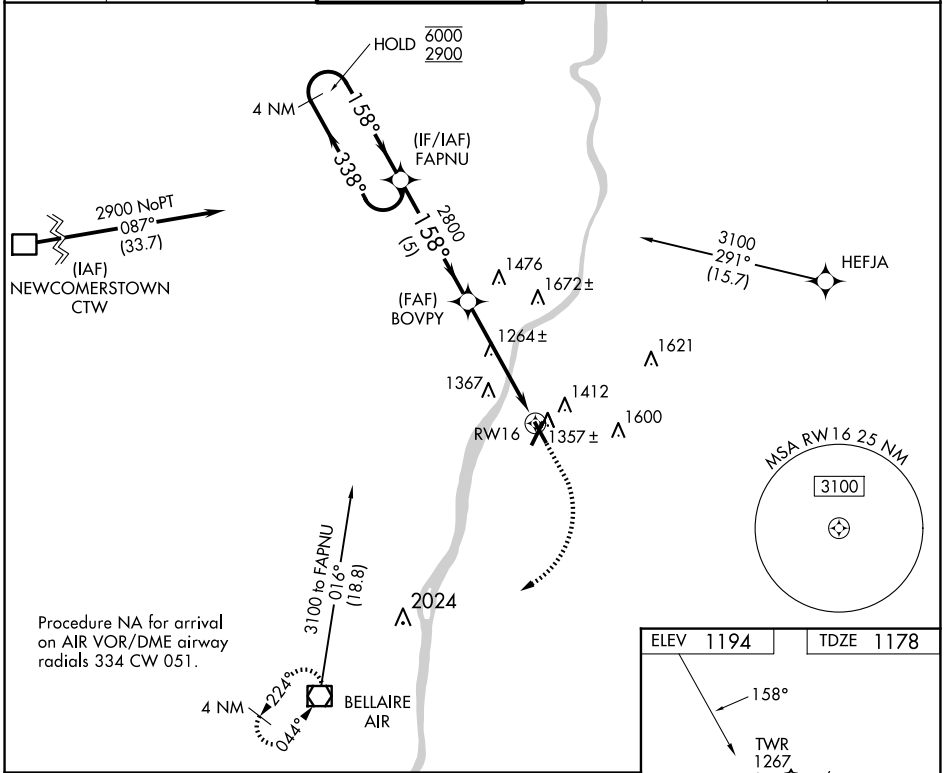 HOLD 6000
2900
4 NM
158°
338°
(IF/IAF)
FAPNU
2900 NoPT
087°
(33.7)
(IAF)
NEWCOMERSTOWN
CTW
2800
158°
(5)
3100
291°
(15.7)
HEFJA
1476
1672±
(FAF)
BOVPY
1264±
1621
1367
1412
RW16
1357±
1600
MSA RW16 25 NM
3100
3100 to FAPNU
016°
(18.8)
2024
Procedure NA for arrival
on AIR VOR/DME airway
radials 334 CW 051.
4 NM
224°
044°
BELLAIRE
AIR
ELEV 1194
TDZE 1178
158°
TWR
1267